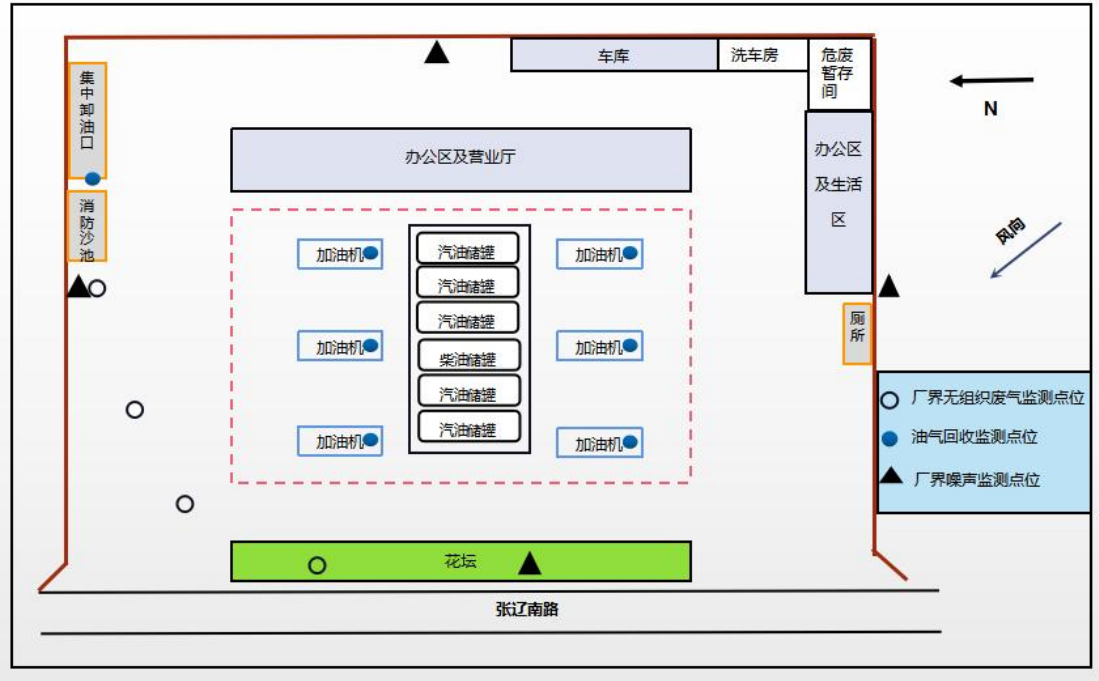 车库
洗车房
危废
暂存
间
集
中
卸
油
口
N
办公区及营业厅
办公区
及生活
区
消
防
沙
池
风向
加油机
汽油储罐
加油机
汽油储罐
汽油储罐
厕
所
加油机
柴油储罐
加油机
汽油储罐
厂界无组织废气监测点位
加油机
汽油储罐
加油机
油气回收监测点位
厂界噪声监测点位
花坛
张辽南路